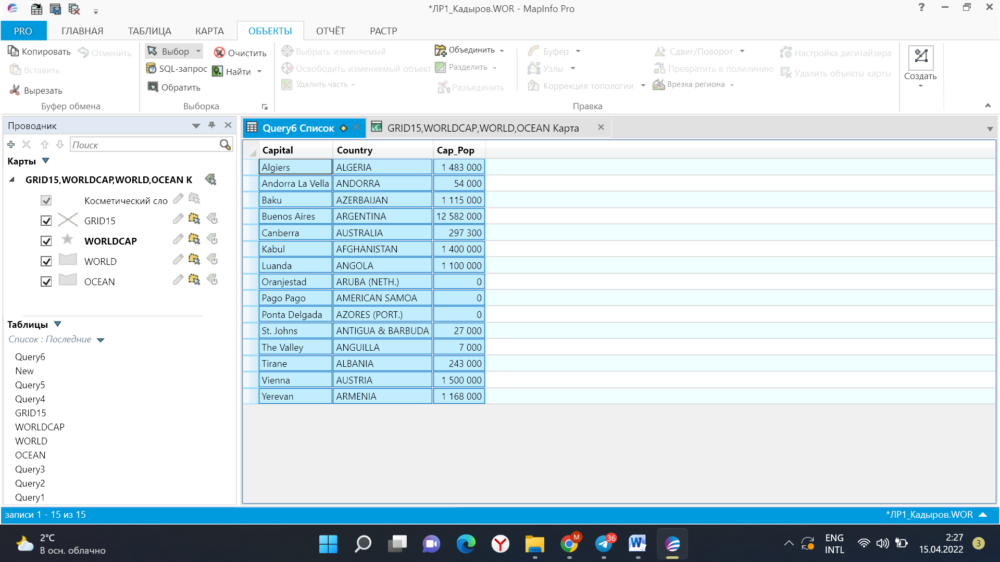 *ЛР1_Кадыров.WOR - MapInfo Pro
PRO ГЛАВНАЯ ТАБЛИЦА КАРТА ОБЪЕКТЫ ОТЧЁТ РАСТР
Копировать Отменить
Вставить
Вырезать
Буфер обмена
Выбор Очистить
SQL-запрос Найти
Обратить
Выборка
Выбрать изменяемый Объединить Буфер Сдвиг/Поворот Настройка дигитайзера
Освободить изменяемый объект Разделить Узлы Превратить в полилинию Удалить объекты карты
Удалить часть Разъединить Коррекция топологии Врезка региона
Правка
Создать
Проводник
Поиск
Карты
GRID15,WORLDCAP,WORLD,OCEAN К
Косметический сло
GRID15
WORLDCAP
WORLD
OCEAN
Таблицы
Список : Последние
Query6
New
Query5
Query4
GRID15
WORLDCAP
WORLD
OCEAN
Query3
Query2
Query1
Query6 Список GRID15,WORLDCAP,WORLD,OCEAN Карта
Capital Country Cap_Pop
Algiers ALGERIA 1 483 000
Andorra La Vella ANDORRA 54 000
Baku AZERBAIJAN 1 115 000
Buenos Aires ARGENTINA 12 582 000
Canberra AUSTRALIA 297 300
Kabul AFGHANISTAN 1 400 000
Luanda ANGOLA 1 100 000
Oranjestad ARUBA (NETH.) 0
Pago Pago AMERICAN SAMOA 0
Ponta Delgada AZORES (PORT.) 0
St. Johns ANTIGUA & BARBUDA 27 000
The Valley ANGUILLA 7 000
Tirane ALBANIA 243 000
Vienna AUSTRIA 1 500 000
Yerevan ARMENIA 1 168 000
записи 1 - 15 из 15
*ЛР1_Кадыров.WOR
2°C
В осн. облачно
M
36
ENG
INTL
2:27
15.04.2022
3